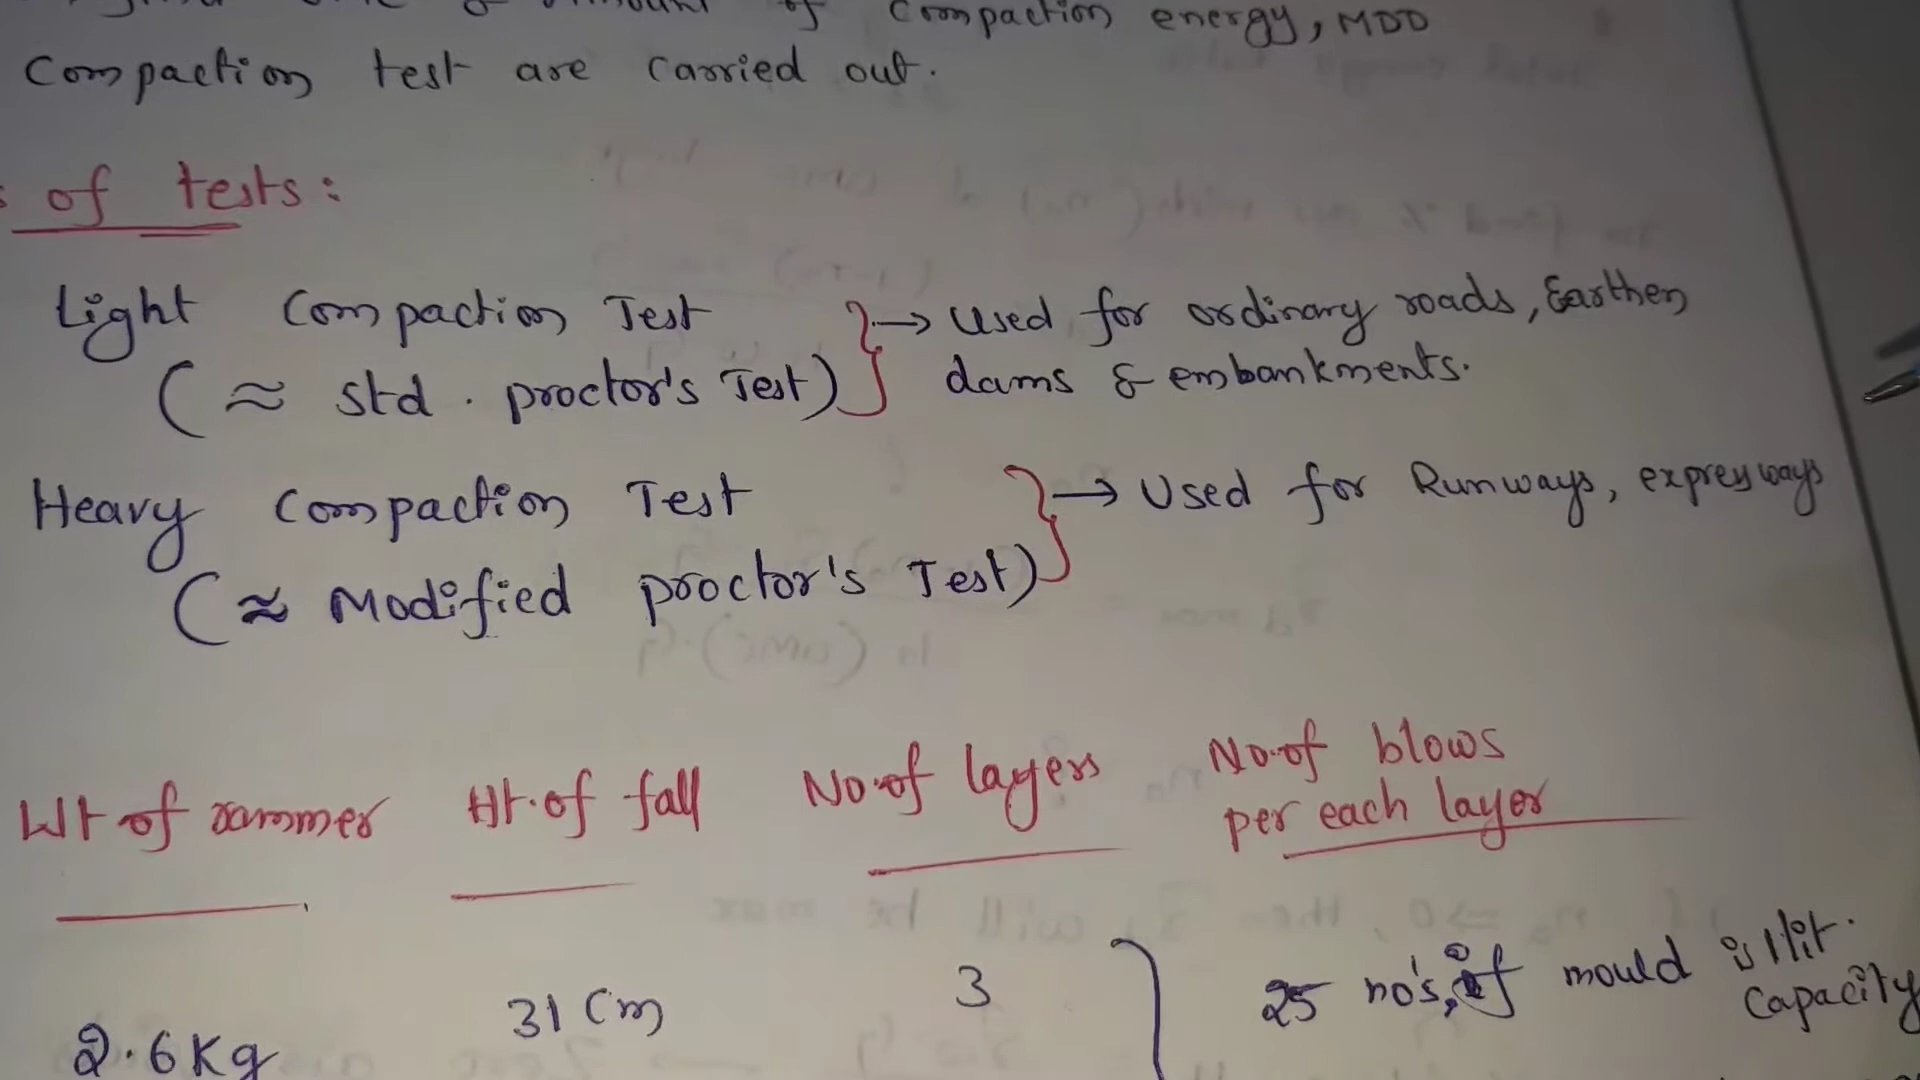 of compaction energy, MDD
Compaction test are carried out.
of tests:
Light Compaction Test
(≈ std. proctor's Test)
→ Used for ordinary roads, Earthen
dams & embankments.
Heavy Compaction Test
(≈ Modified proctor's Test)
→ Used for Runways, expressways
Wt of rammer Ht. of fall No. of layers No. of blows
per each layer
2.6 Kg 31 Cm 3 25 no's, if mould is 1 lit.
capacity